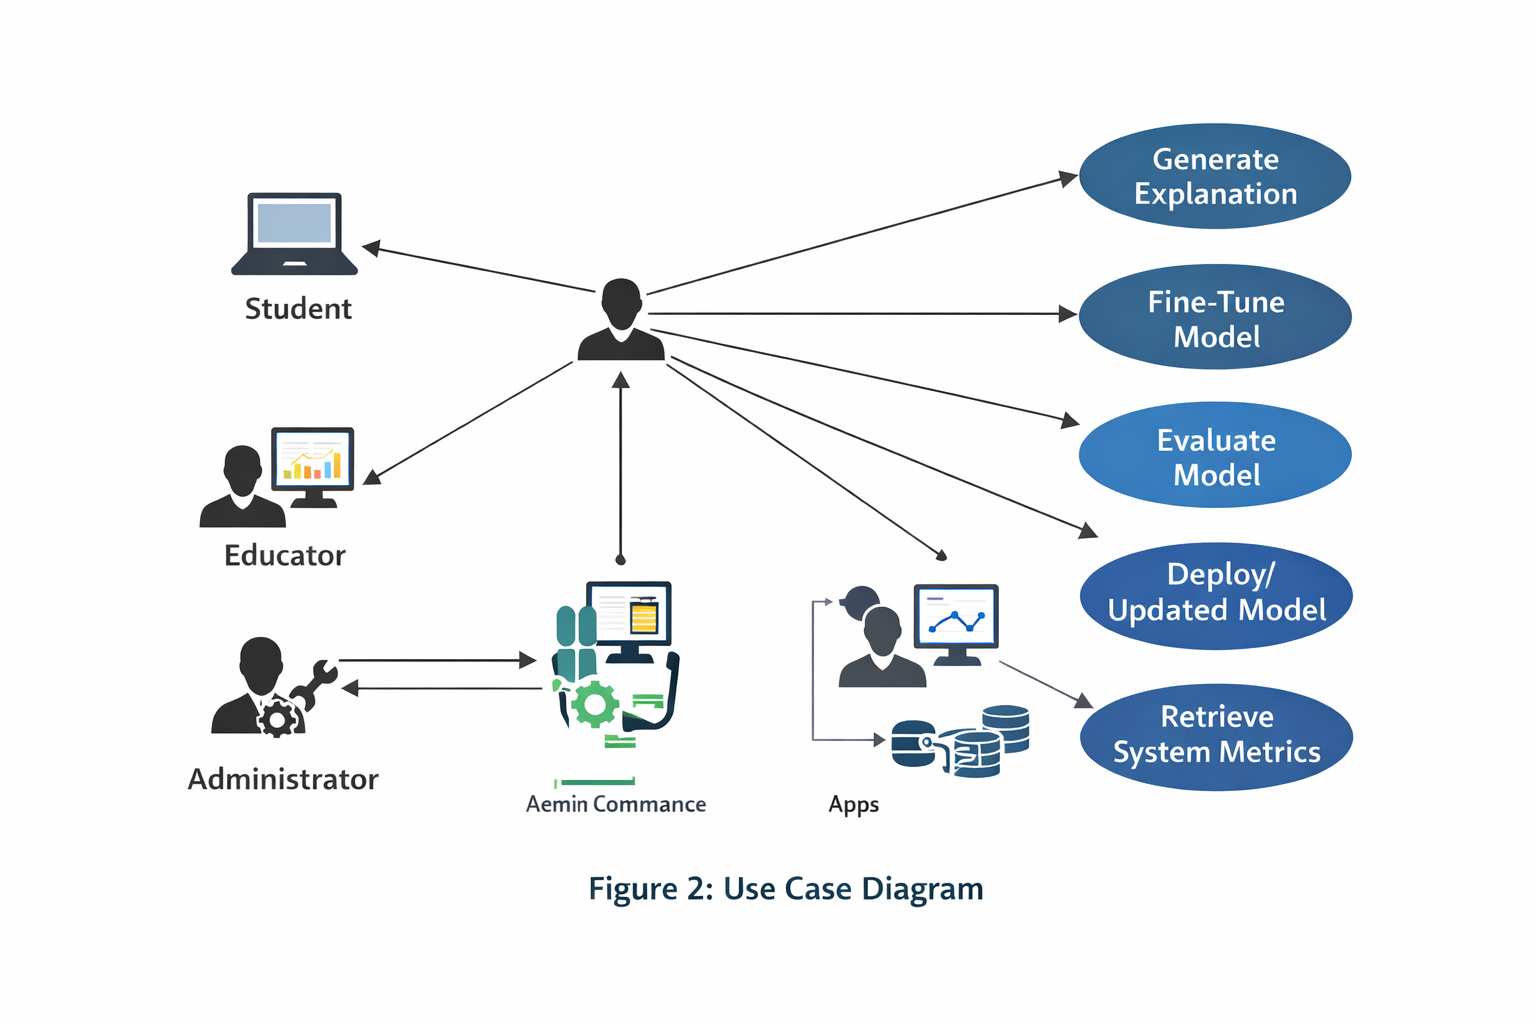 Generate
Explanation
Student
Fine-Tune
Model
Evaluate
Model
Educator
Deploy/
Updated Model
Administrator
Retrieve
System Metrics
Aemin Commance
Apps
Figure 2: Use Case Diagram